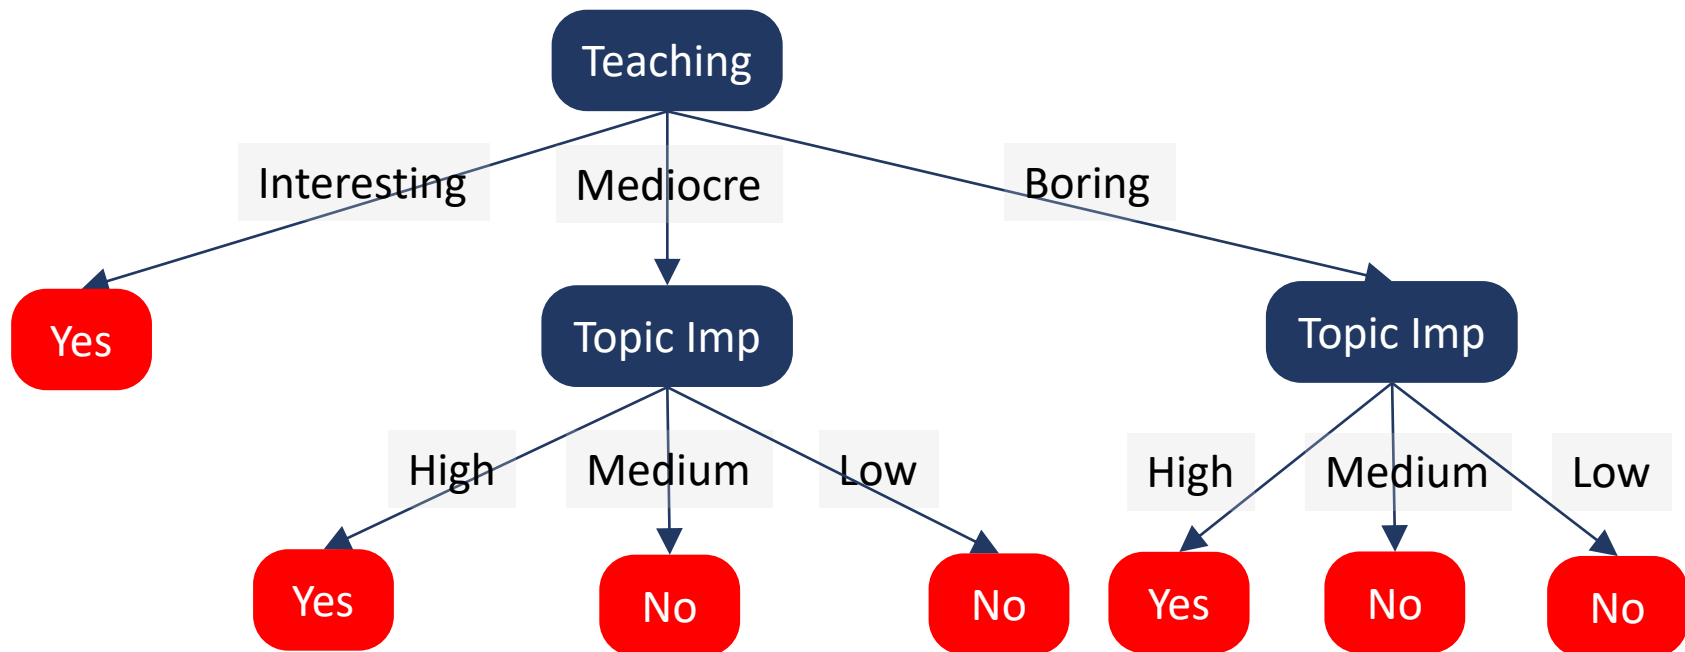 Teaching
Interesting
Mediocre
Boring
Yes
Topic Imp
Topic Imp
High
Medium
Low
High
Medium
Low
Yes
No
No
Yes
No
No